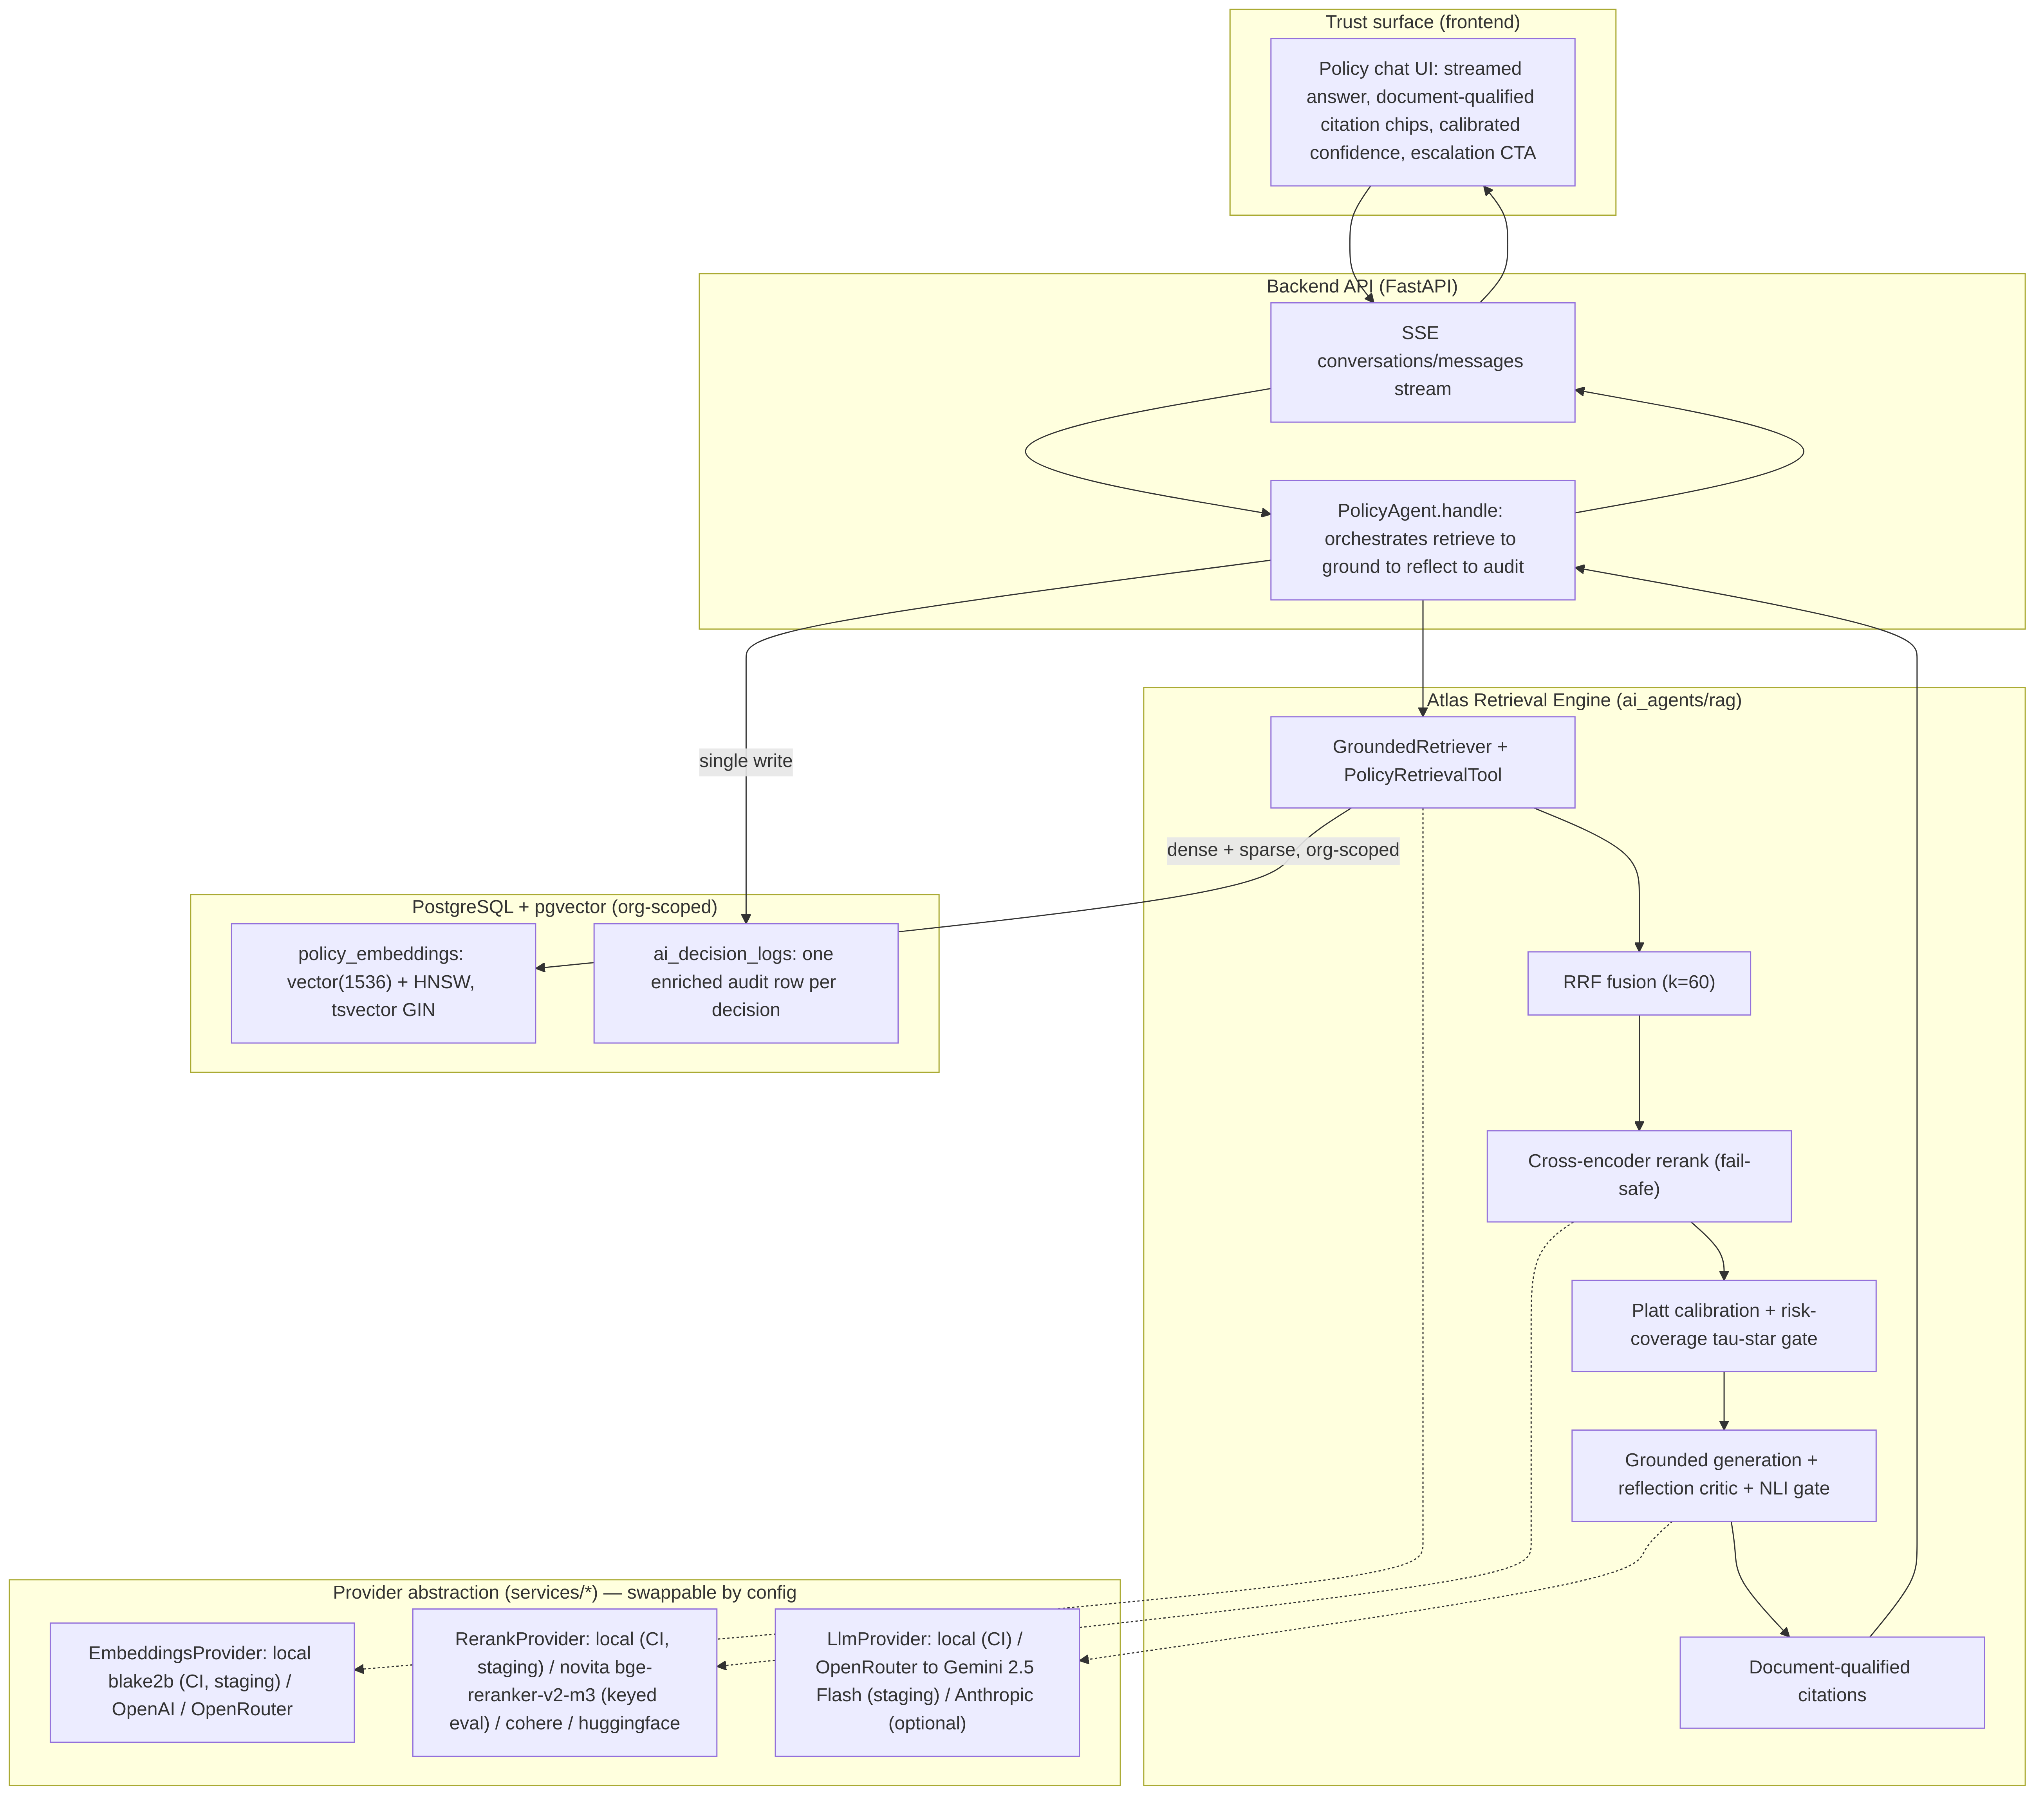 Trust surface (frontend)
Policy chat UI: streamed
answer, document-qualified
citation chips, calibrated
confidence, escalation CTA
Backend API (FastAPI)
SSE
conversations/messages
stream
PolicyAgent.handle:
orchestrates retrieve to
ground to reflect to audit
single write
Atlas Retrieval Engine (ai_agents/rag)
GroundedRetriever +
PolicyRetrievalTool
dense + sparse, org-scoped
PostgreSQL + pgvector (org-scoped)
policy_embeddings:
vector(1536) + HNSW,
tsvector GIN
ai_decision_logs: one
enriched audit row per
decision
RRF fusion (k=60)
Cross-encoder rerank (fail-
safe)
Platt calibration + risk-
coverage tau-star gate
Grounded generation +
reflection critic + NLI gate
Document-qualified
citations
Provider abstraction (services/*) — swappable by config
EmbeddingsProvider: local
blake2b (CI, staging) /
OpenAI / OpenRouter
RerankProvider: local (CI,
staging) / novita bge-
reranker-v2-m3 (keyed
eval) / cohere / huggingface
LlmProvider: local (CI) /
OpenRouter to Gemini 2.5
Flash (staging) / Anthropic
(optional)